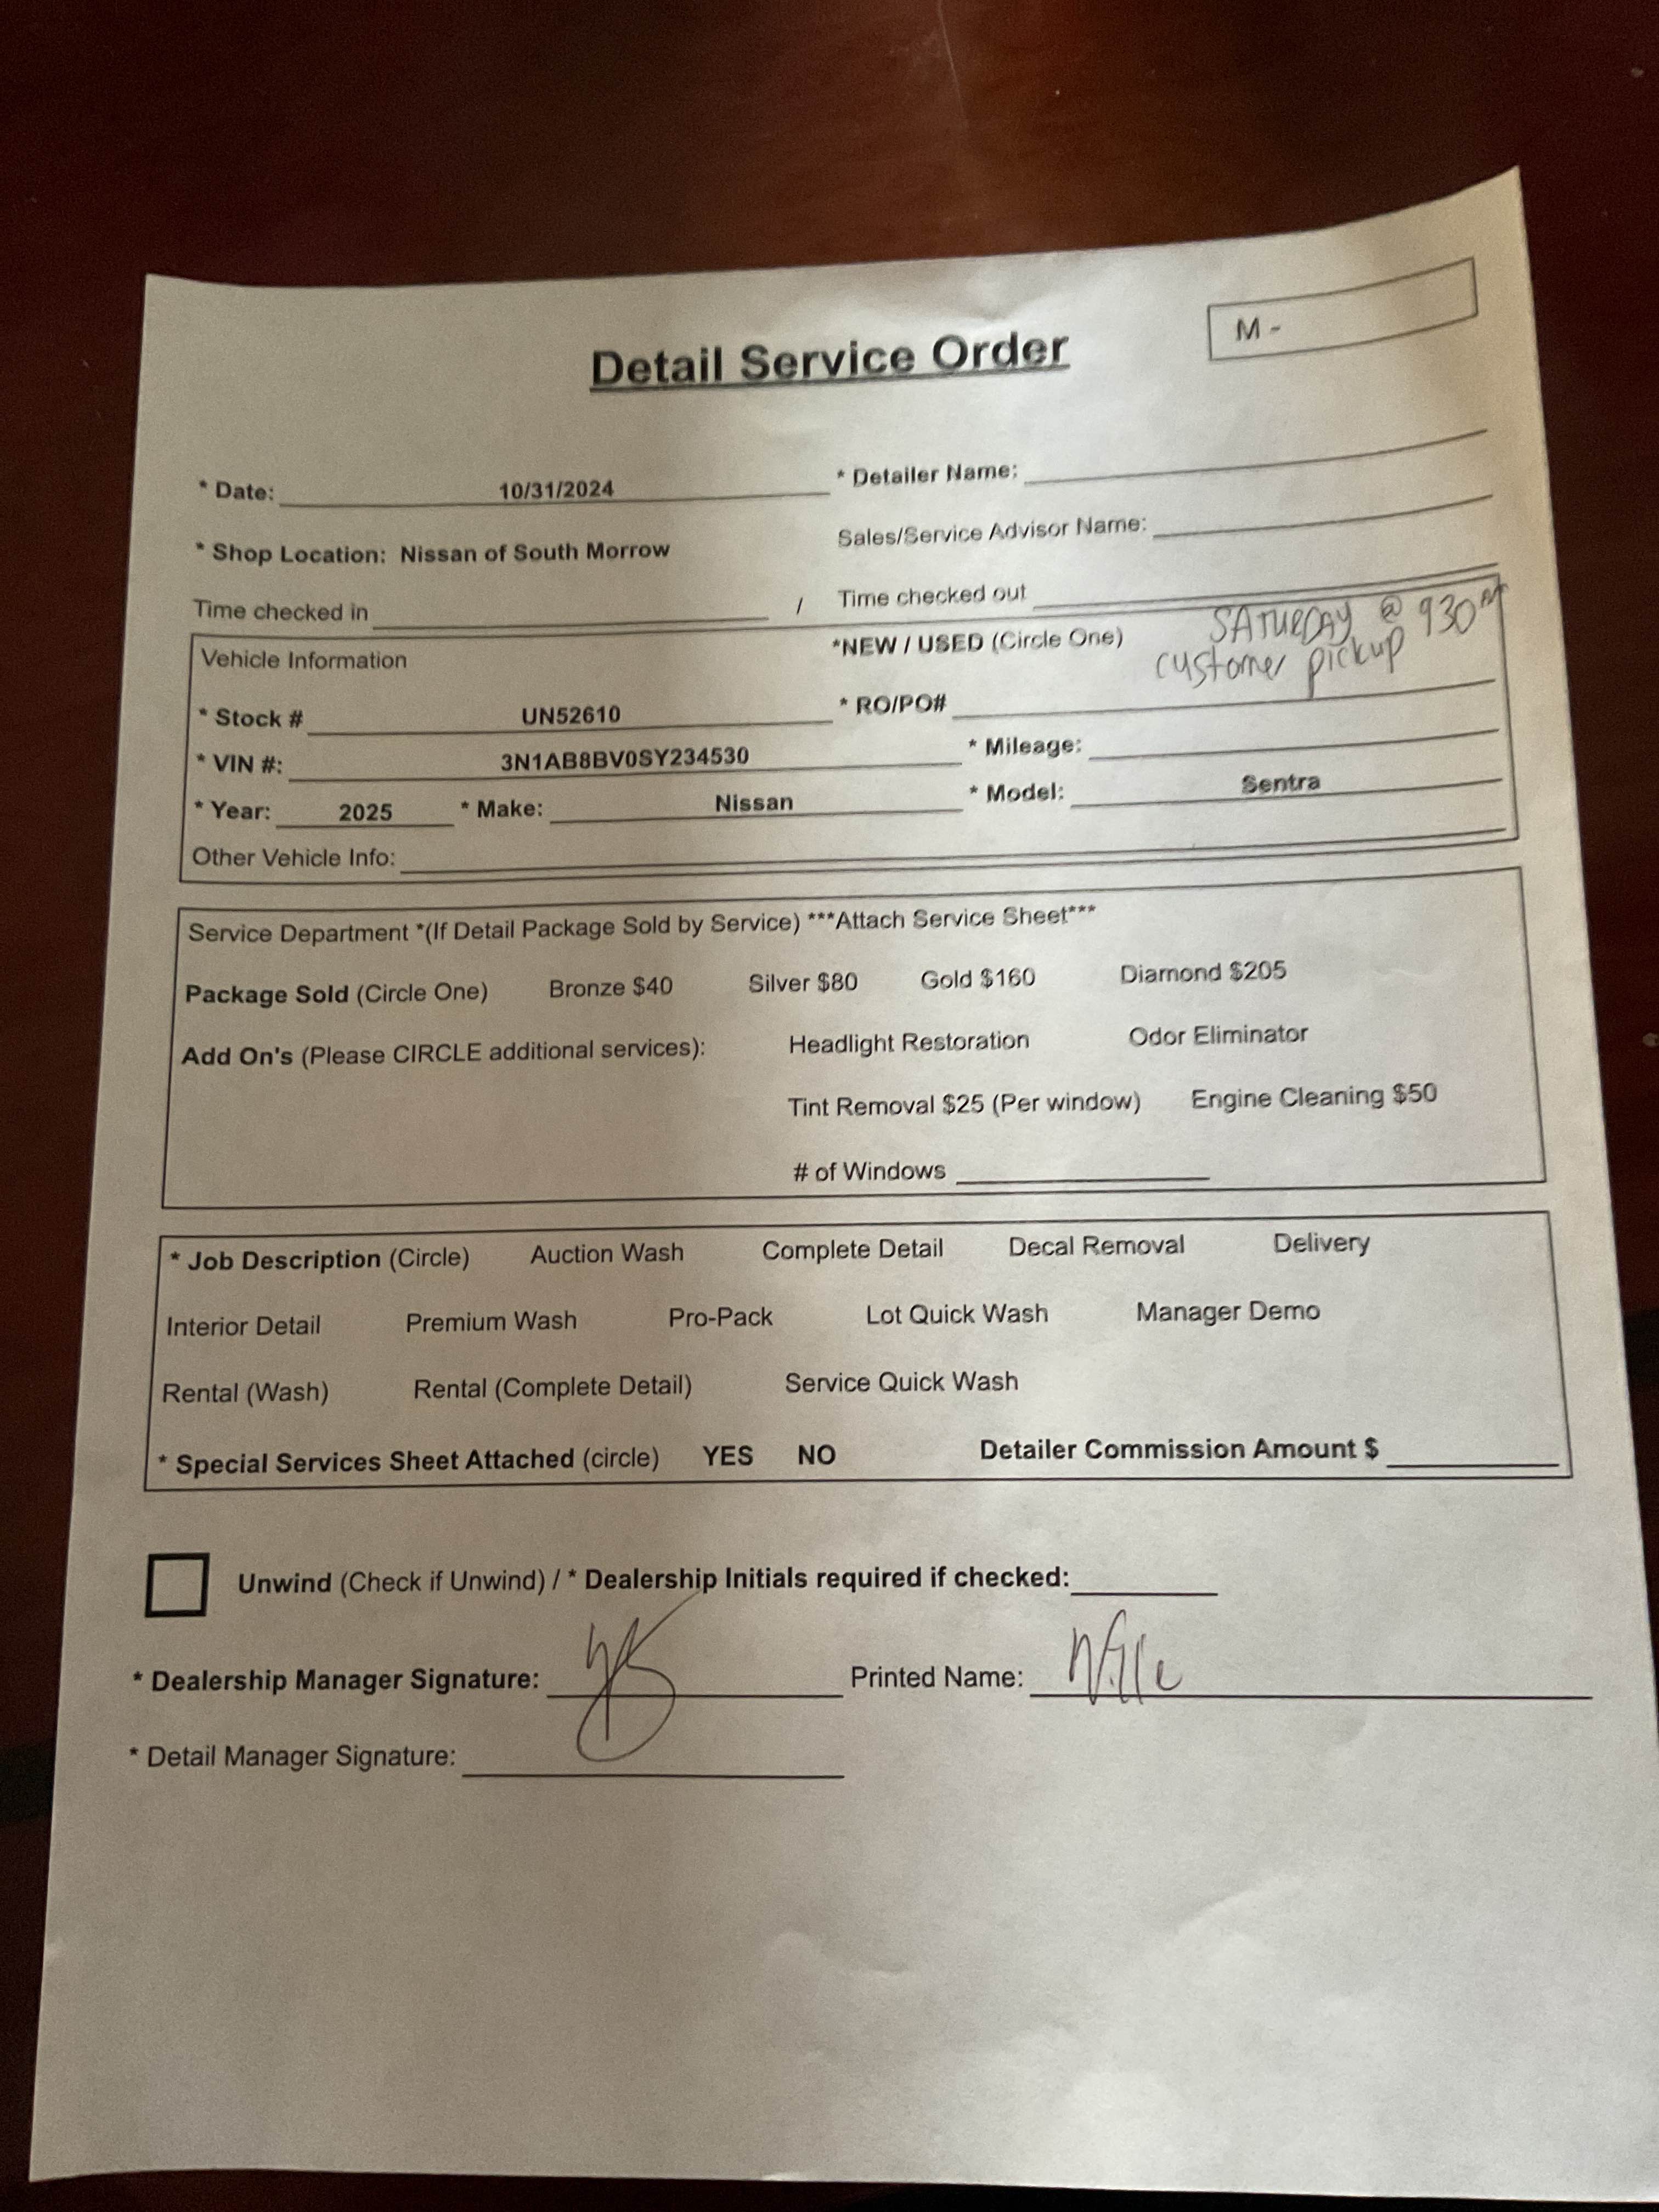 M -
Detail Service Order
* Date: 10/31/2024 * Detailer Name:
* Shop Location: Nissan of South Morrow Sales/Service Advisor Name:
Time checked in / Time checked out
SATURDAY @ 930AM
Vehicle Information *NEW / USED (Circle One) customer pickup
* Stock # UN52610 * RO/PO#
* VIN #: 3N1AB8BV0SY234530 * Mileage:
* Year: 2025 * Make: Nissan * Model: Sentra
Other Vehicle Info:
Service Department *(If Detail Package Sold by Service) ***Attach Service Sheet***
Package Sold (Circle One) Bronze $40 Silver $80 Gold $160 Diamond $205
Add On's (Please CIRCLE additional services): Headlight Restoration Odor Eliminator
Tint Removal $25 (Per window) Engine Cleaning $50
# of Windows
* Job Description (Circle) Auction Wash Complete Detail Decal Removal Delivery
Interior Detail Premium Wash Pro-Pack Lot Quick Wash Manager Demo
Rental (Wash) Rental (Complete Detail) Service Quick Wash
* Special Services Sheet Attached (circle) YES NO Detailer Commission Amount $
Unwind (Check if Unwind) / * Dealership Initials required if checked:
* Dealership Manager Signature: Printed Name:
* Detail Manager Signature: